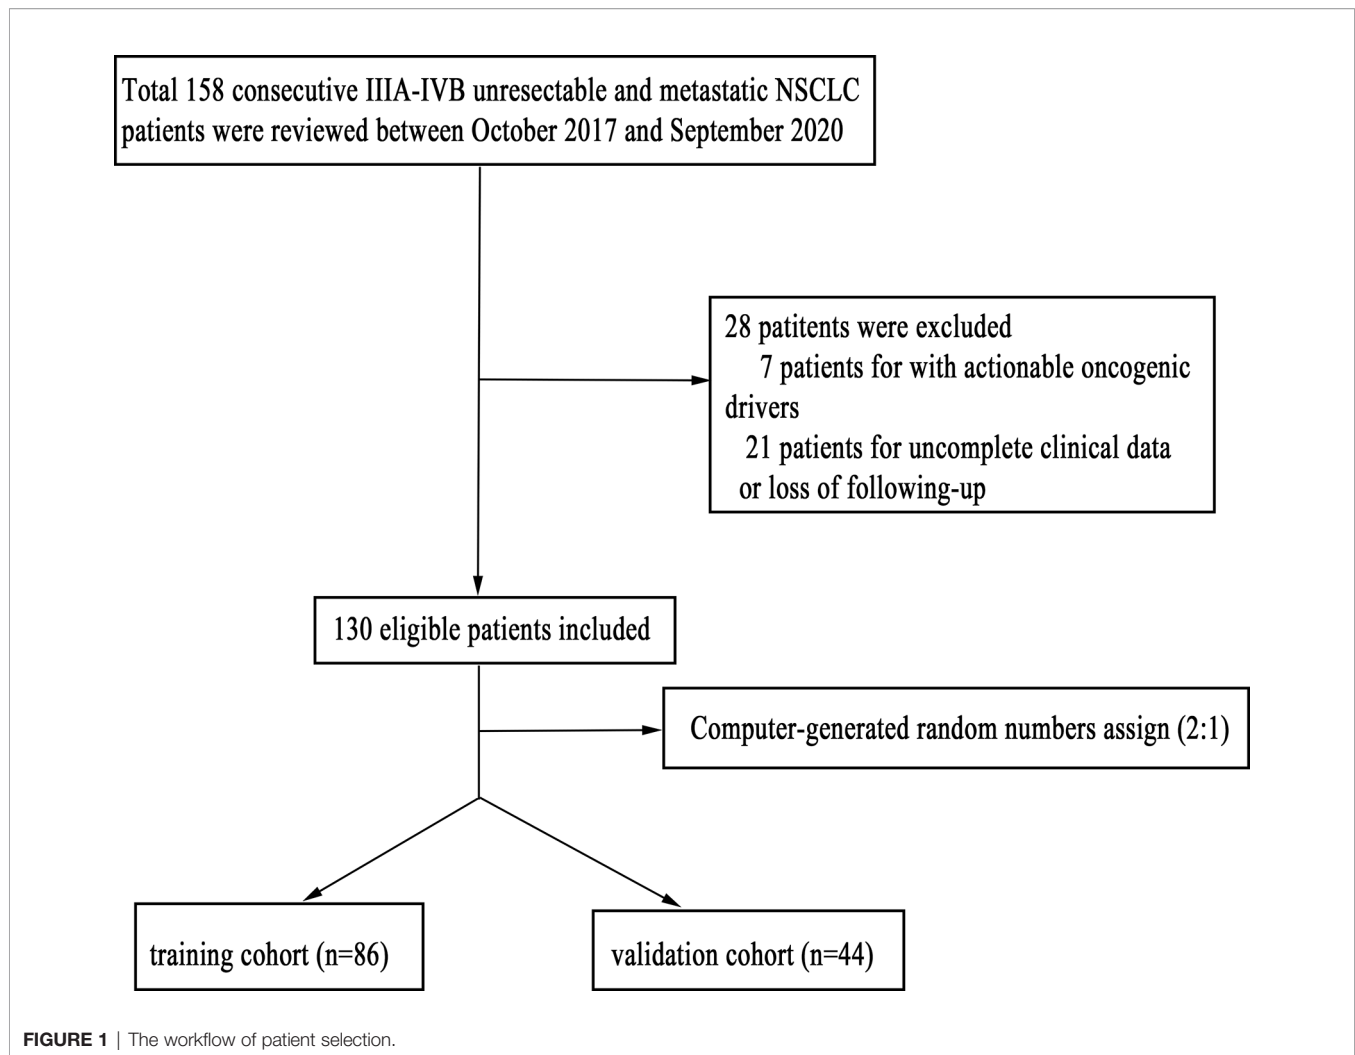 Total 158 consecutive IIIA-IVB unresectable and metastatic NSCLC
patients were reviewed between October 2017 and September 2020
28 patitents were excluded
7 patients for with actionable oncogenic
drivers
21 patients for uncomplete clinical data
or loss of following-up
130 eligible patients included
Computer-generated random numbers assign (2:1)
training cohort (n=86)
validation cohort (n=44)
FIGURE 1 | The workflow of patient selection.